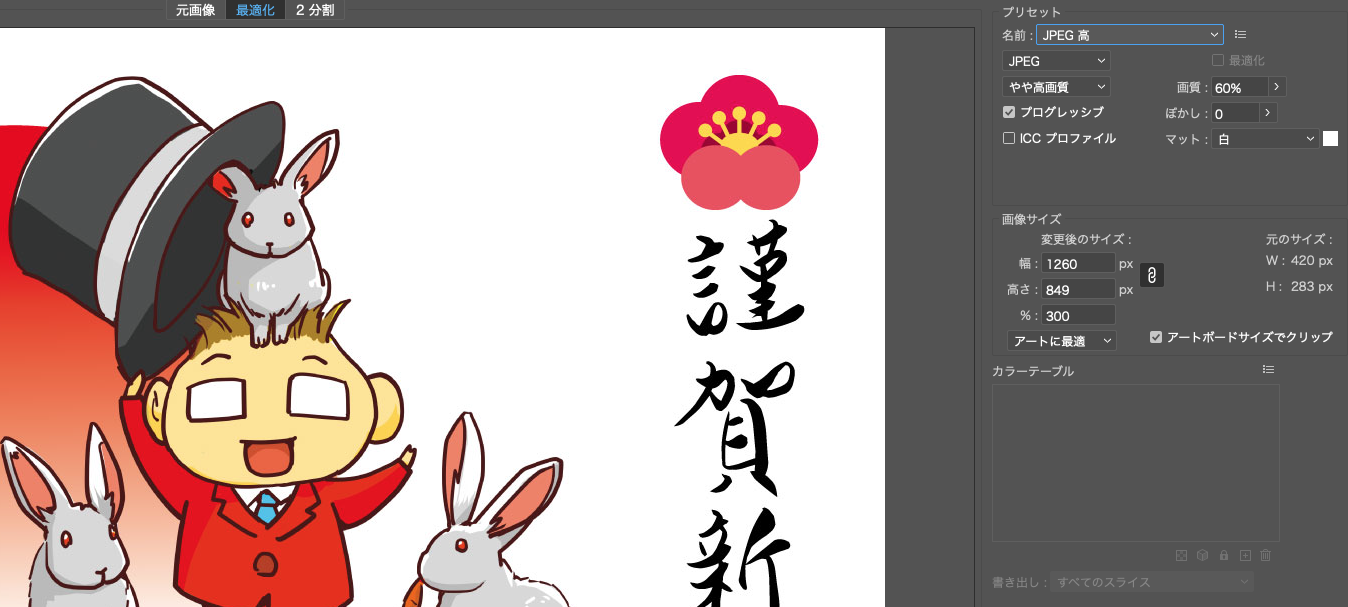 元画像 最適化 2 分割
謹
賀
新
プリセット
名前 : JPEG 高
JPEG 最適化
やや高画質 画質 : 60%
プログレッシブ ぼかし : 0
ICC プロファイル マット : 白
画像サイズ
変更後のサイズ : 元のサイズ :
幅 : 1260 px W : 420 px
高さ : 849 px H : 283 px
% : 300
アートに最適 アートボードサイズでクリップ
カラーテーブル
書き出し : すべてのスライス